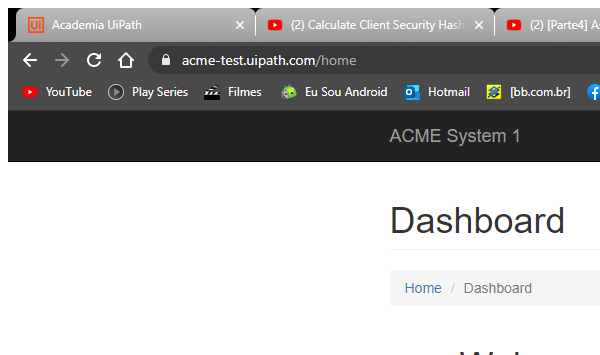 Ui Academia UiPath (2) Calculate Client Security Hash (2) [Parte4]
acme-test.uipath.com/home
YouTube Play Series Filmes Eu Sou Android Hotmail [bb.com.br]
ACME System 1
Dashboard
Home / Dashboard